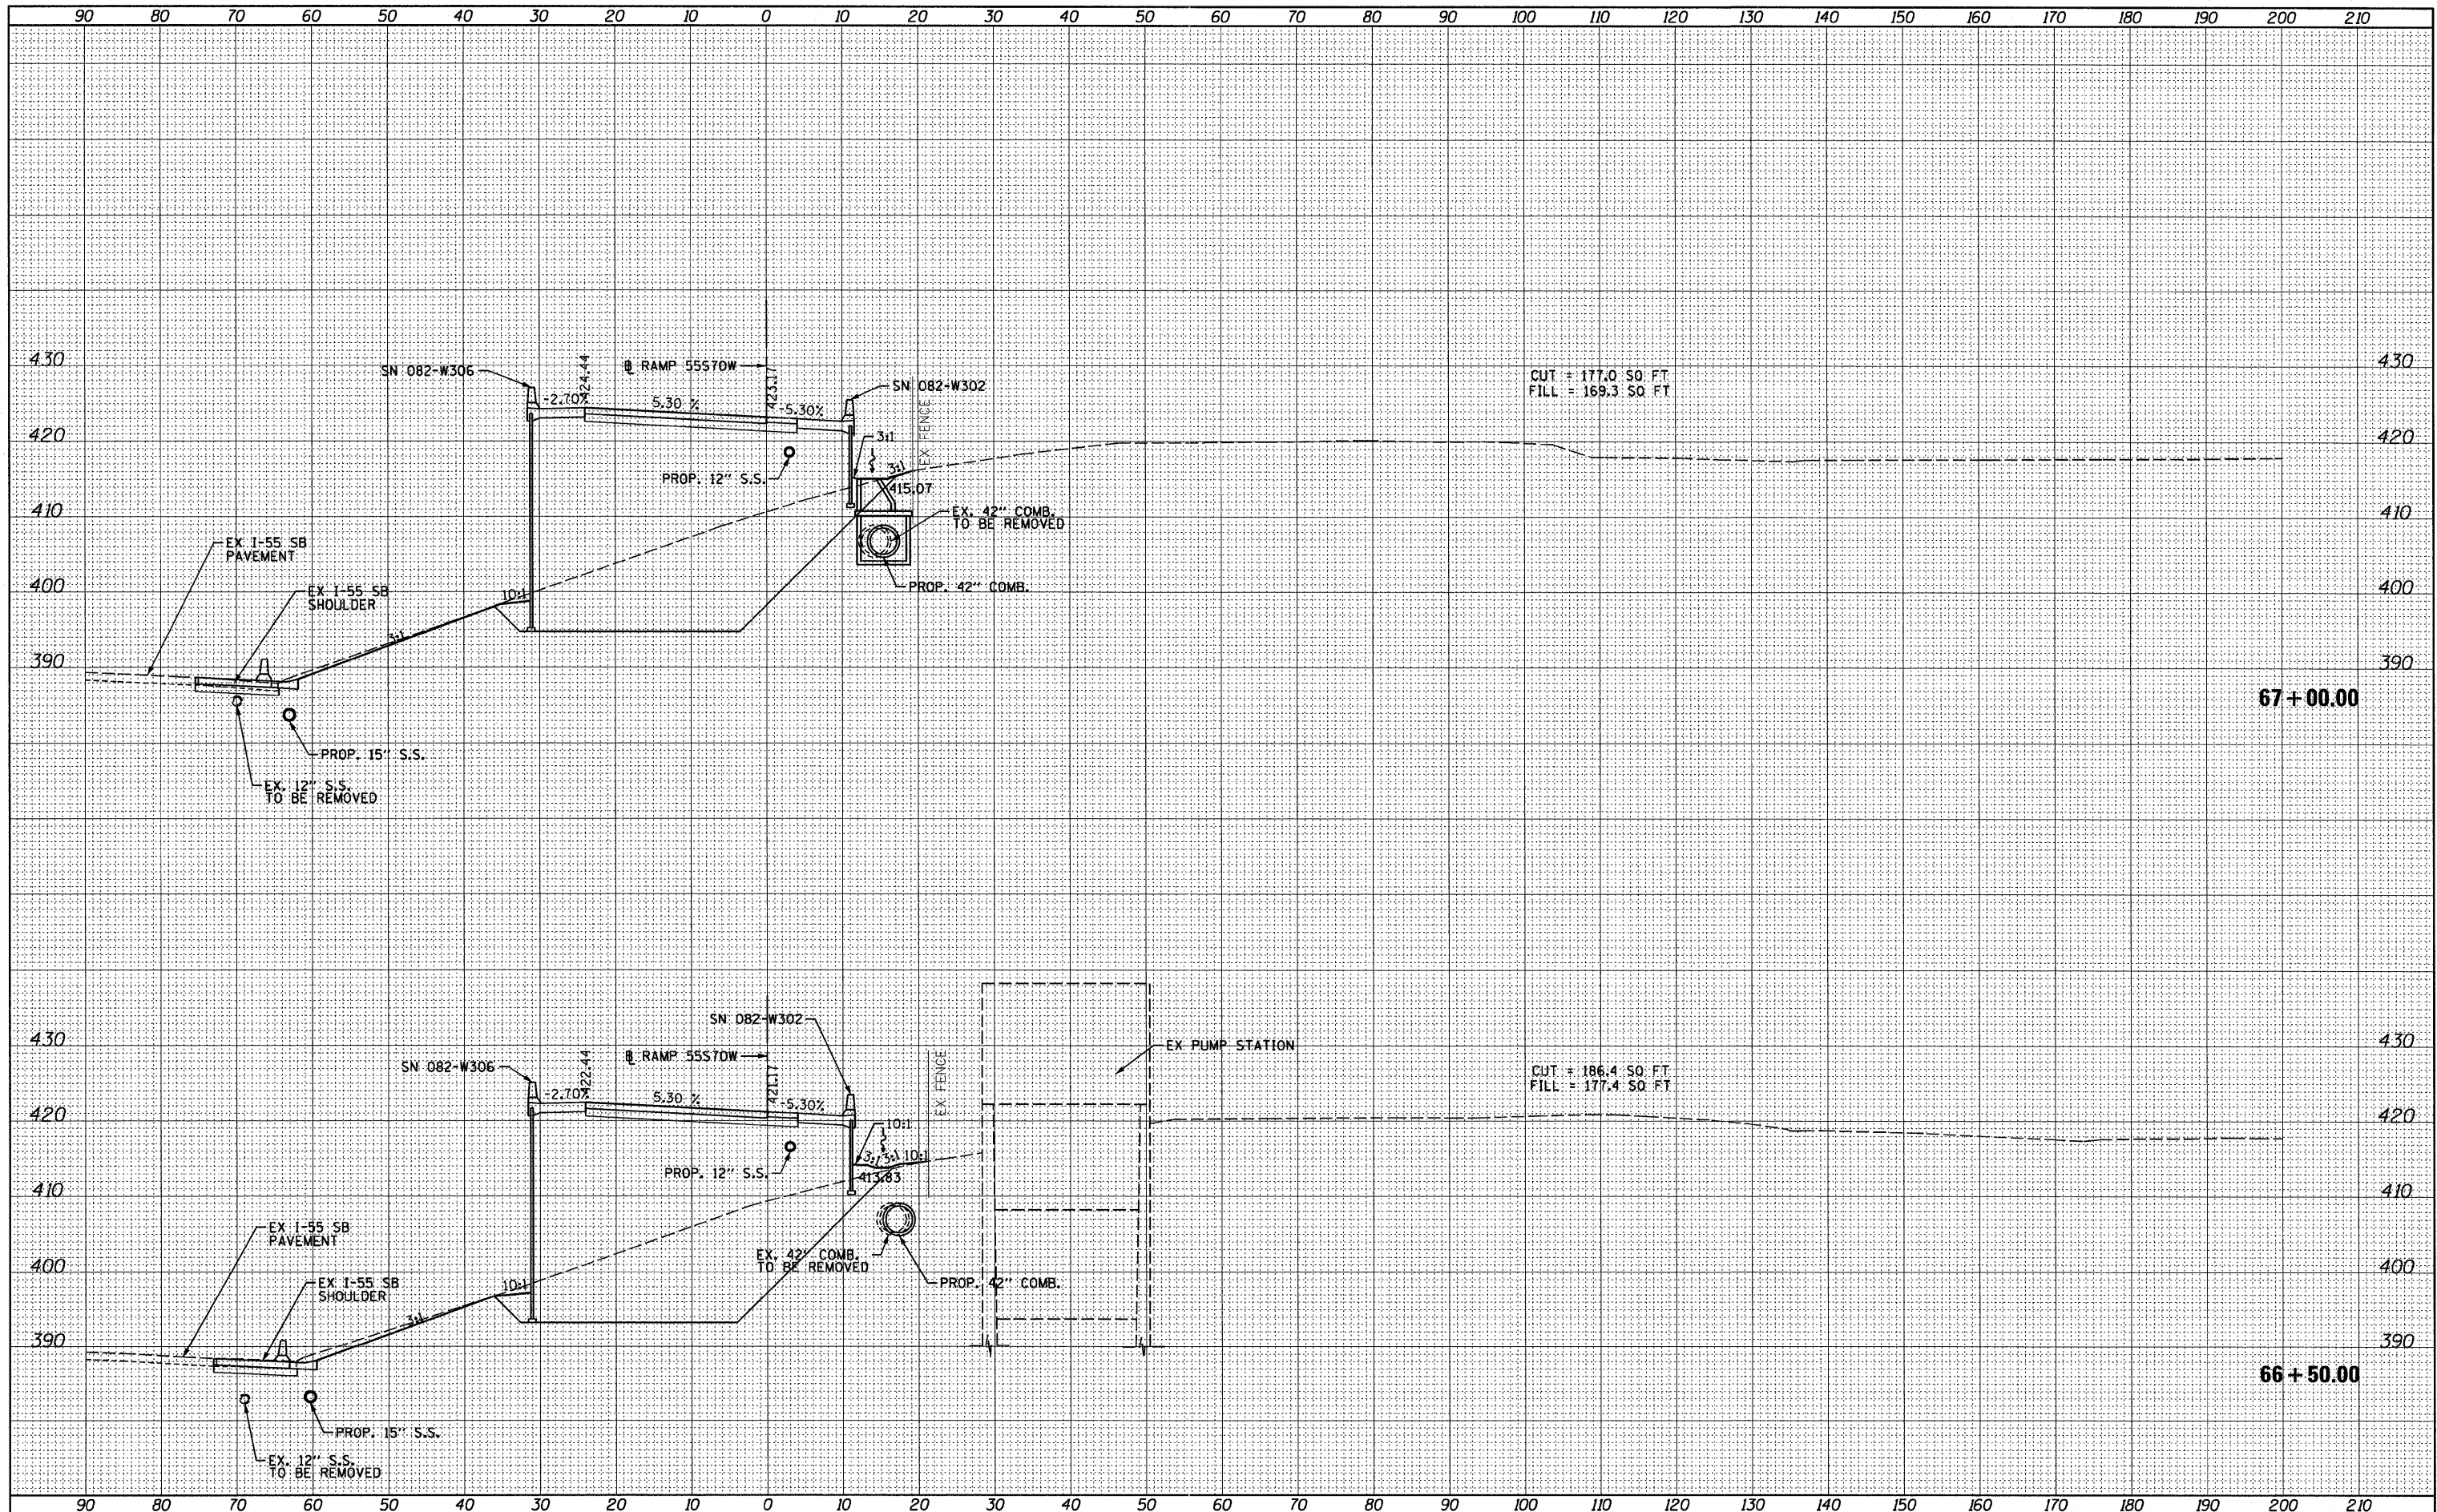 90 80 70 60 50 40 30 20 10 0 10 20 30 40 50 60 70 80 90 100 110 120 130 140 150 160 170 180 190 200 210
430
430
SN 082-W306
424.44
℄ RAMP 55S70W
423.17
SN 082-W302
EX FENCE
CUT = 177.0 SQ FT
FILL = 169.3 SQ FT
-2.70%
5.30 %
-5.30%
420
420
3:1
3:1
PROP. 12" S.S.
415.07
410
410
EX. 42" COMB.
TO BE REMOVED
EX I-55 SB
PAVEMENT
PROP. 42" COMB.
400
400
EX I-55 SB
SHOULDER
10:1
3:1
390
390
67+00.00
PROP. 15" S.S.
EX. 12" S.S.
TO BE REMOVED
SN 082-W302
430
430
SN 082-W306
422.44
℄ RAMP 55S70W
421.17
EX FENCE
EX PUMP STATION
CUT = 186.4 SQ FT
FILL = 177.4 SQ FT
-2.70%
5.30 %
-5.30%
420
420
10:1
3:1 3:1 10:1
PROP. 12" S.S.
413.83
410
410
EX I-55 SB
PAVEMENT
EX. 42" COMB.
TO BE REMOVED
400
400
EX I-55 SB
SHOULDER
10:1
PROP. 42" COMB.
3:1
390
390
66+50.00
PROP. 15" S.S.
EX. 12" S.S.
TO BE REMOVED
90 80 70 60 50 40 30 20 10 0 10 20 30 40 50 60 70 80 90 100 110 120 130 140 150 160 170 180 190 200 210